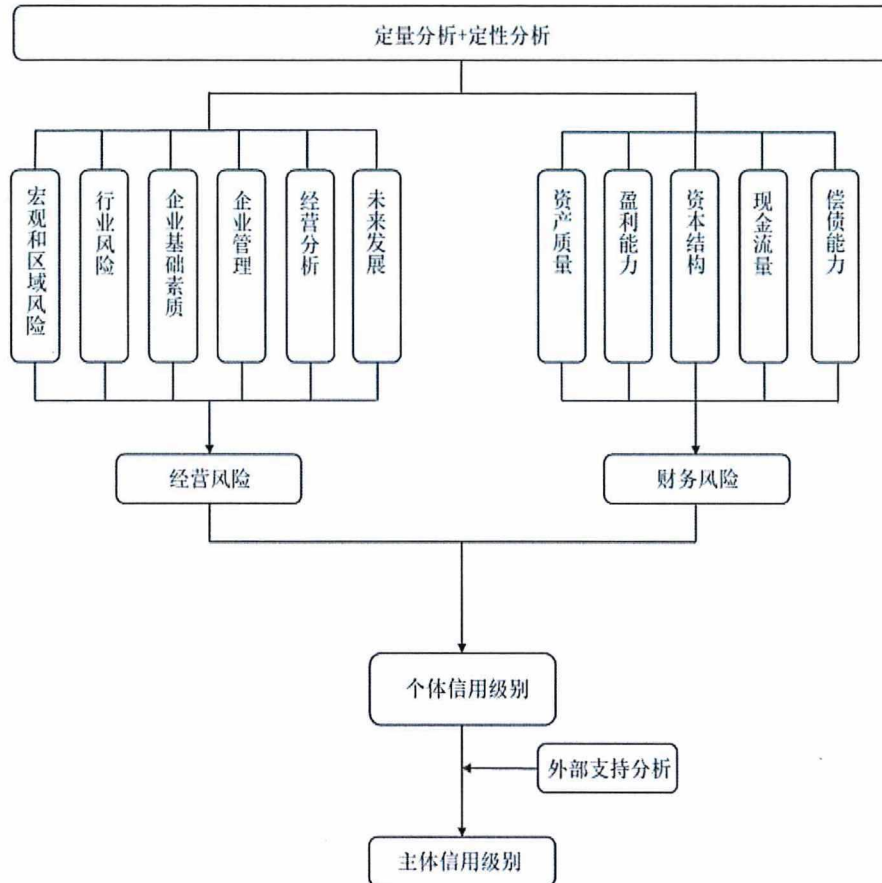 定量分析+定性分析
宏观和区域风险
行业风险
企业基础素质
企业管理
经营分析
未来发展
资产质量
盈利能力
资本结构
现金流量
偿债能力
经营风险
财务风险
个体信用级别
外部支持分析
主体信用级别